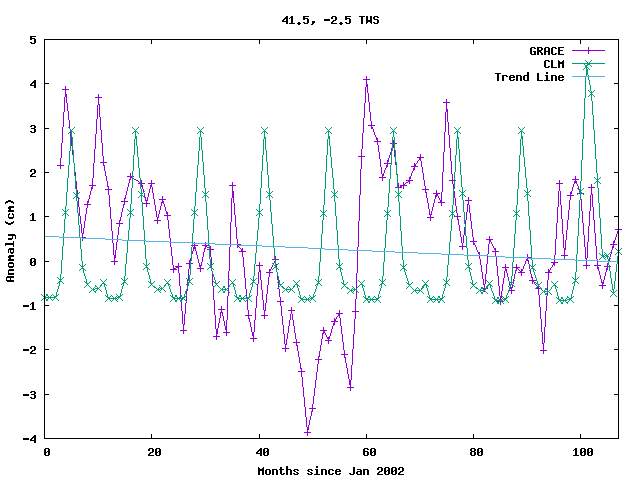 41.5, -2.5 TWS
GRACE
CLM
Trend Line
5
4
3
2
1
0
-1
-2
-3
-4
Anomaly (cm)
0 20 40 60 80 100
Months since Jan 2002